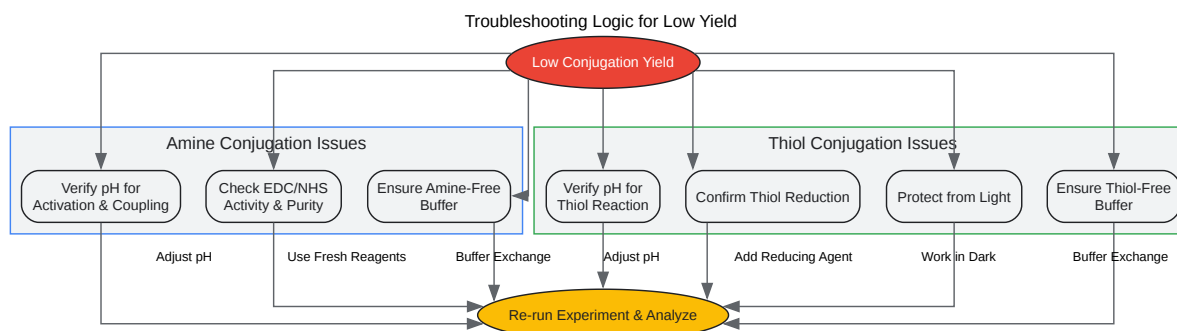 Troubleshooting Logic for Low Yield
Low Conjugation Yield
Amine Conjugation Issues
Thiol Conjugation Issues
Verify pH for
Activation & Coupling
Check EDC/NHS
Activity & Purity
Ensure Amine-Free
Buffer
Verify pH for
Thiol Reaction
Confirm Thiol Reduction
Protect from Light
Ensure Thiol-Free
Buffer
Adjust pH
Use Fresh Reagents
Buffer Exchange
Adjust pH
Add Reducing Agent
Work in Dark
Buffer Exchange
Re-run Experiment & Analyze